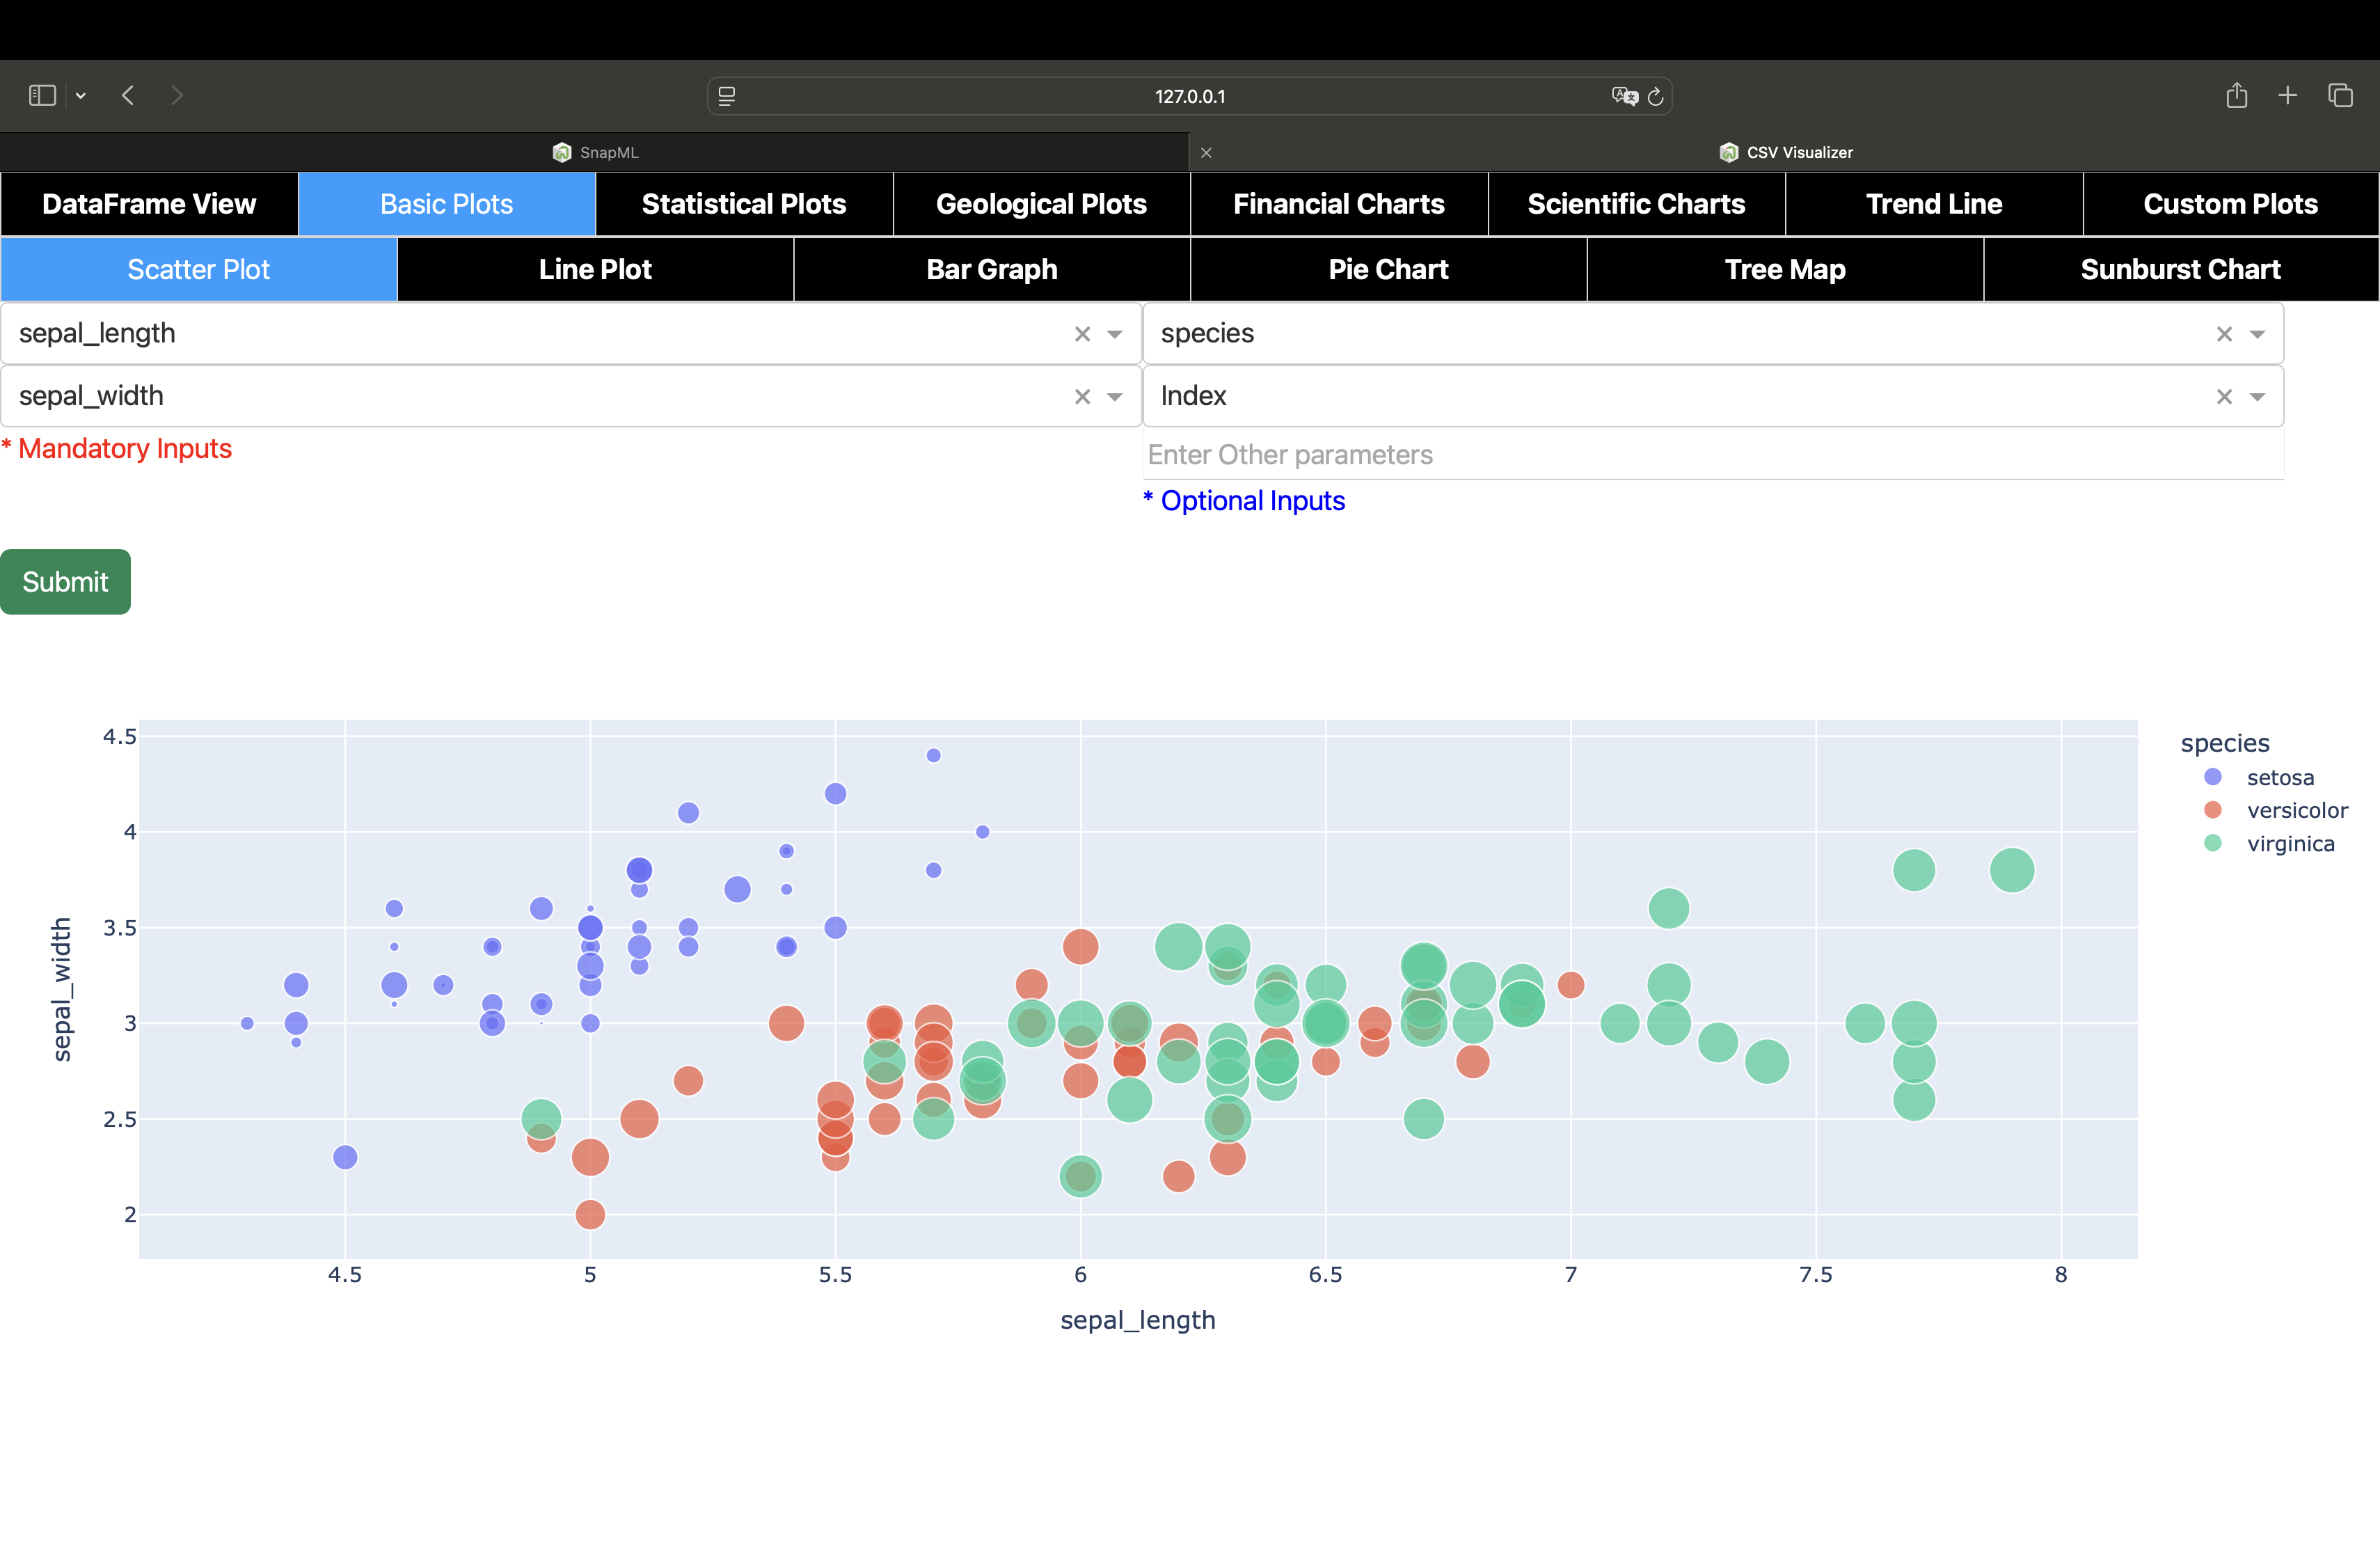 127.0.0.1
SnapML
CSV Visualizer
DataFrame View Basic Plots Statistical Plots Geological Plots Financial Charts Scientific Charts Trend Line Custom Plots
Scatter Plot Line Plot Bar Graph Pie Chart Tree Map Sunburst Chart
sepal_length species
sepal_width Index
* Mandatory Inputs
Enter Other parameters
* Optional Inputs
Submit
species
setosa
versicolor
virginica
sepal_width
4.5
4
3.5
3
2.5
2
4.5 5 5.5 6 6.5 7 7.5 8
sepal_length